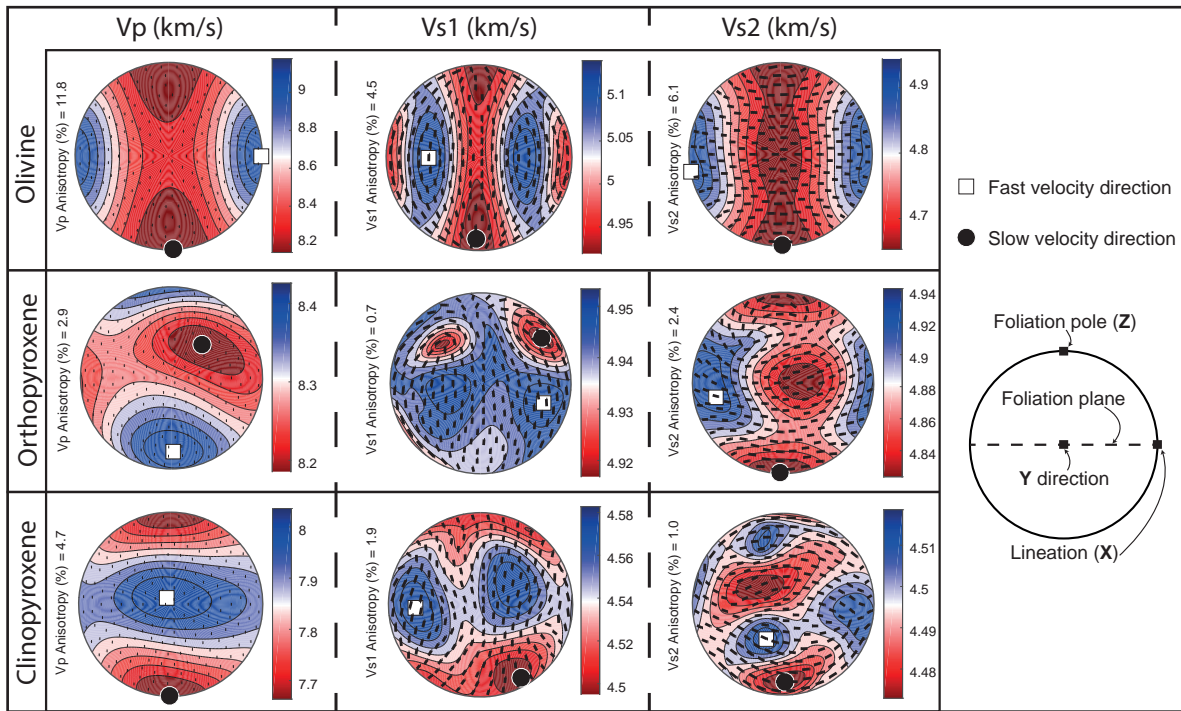 Vp (km/s)
Vs1 (km/s)
Vs2 (km/s)
Olivine
Vp Anisotropy (%) = 11.8
9
8.8
8.6
8.4
8.2
Vs1 Anisotropy (%) = 4.5
5.1
5.05
5
4.95
Vs2 Anisotropy (%) = 6.1
4.9
4.8
4.7
Orthopyroxene
Vp Anisotropy (%) = 2.9
8.4
8.3
8.2
Vs1 Anisotropy (%) = 0.7
4.95
4.94
4.93
4.92
Vs2 Anisotropy (%) = 2.4
4.94
4.92
4.9
4.88
4.86
4.84
Clinopyroxene
Vp Anisotropy (%) = 4.7
8
7.9
7.8
7.7
Vs1 Anisotropy (%) = 1.9
4.58
4.56
4.54
4.52
4.5
Vs2 Anisotropy (%) = 1.0
4.51
4.5
4.49
4.48
Fast velocity direction
Slow velocity direction
Foliation pole (Z)
Foliation plane
Y direction
Lineation (X)